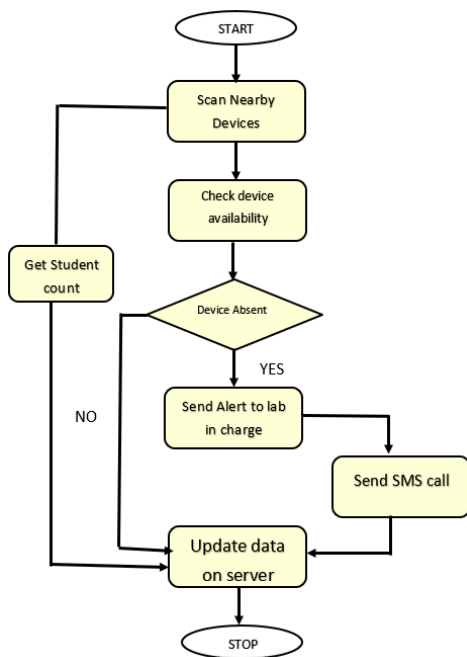 START
Scan Nearby
Devices
Check device
availability
Get Student
count
Device Absent
YES
Send Alert to lab
in charge
NO
Send SMS call
Update data
on server
STOP